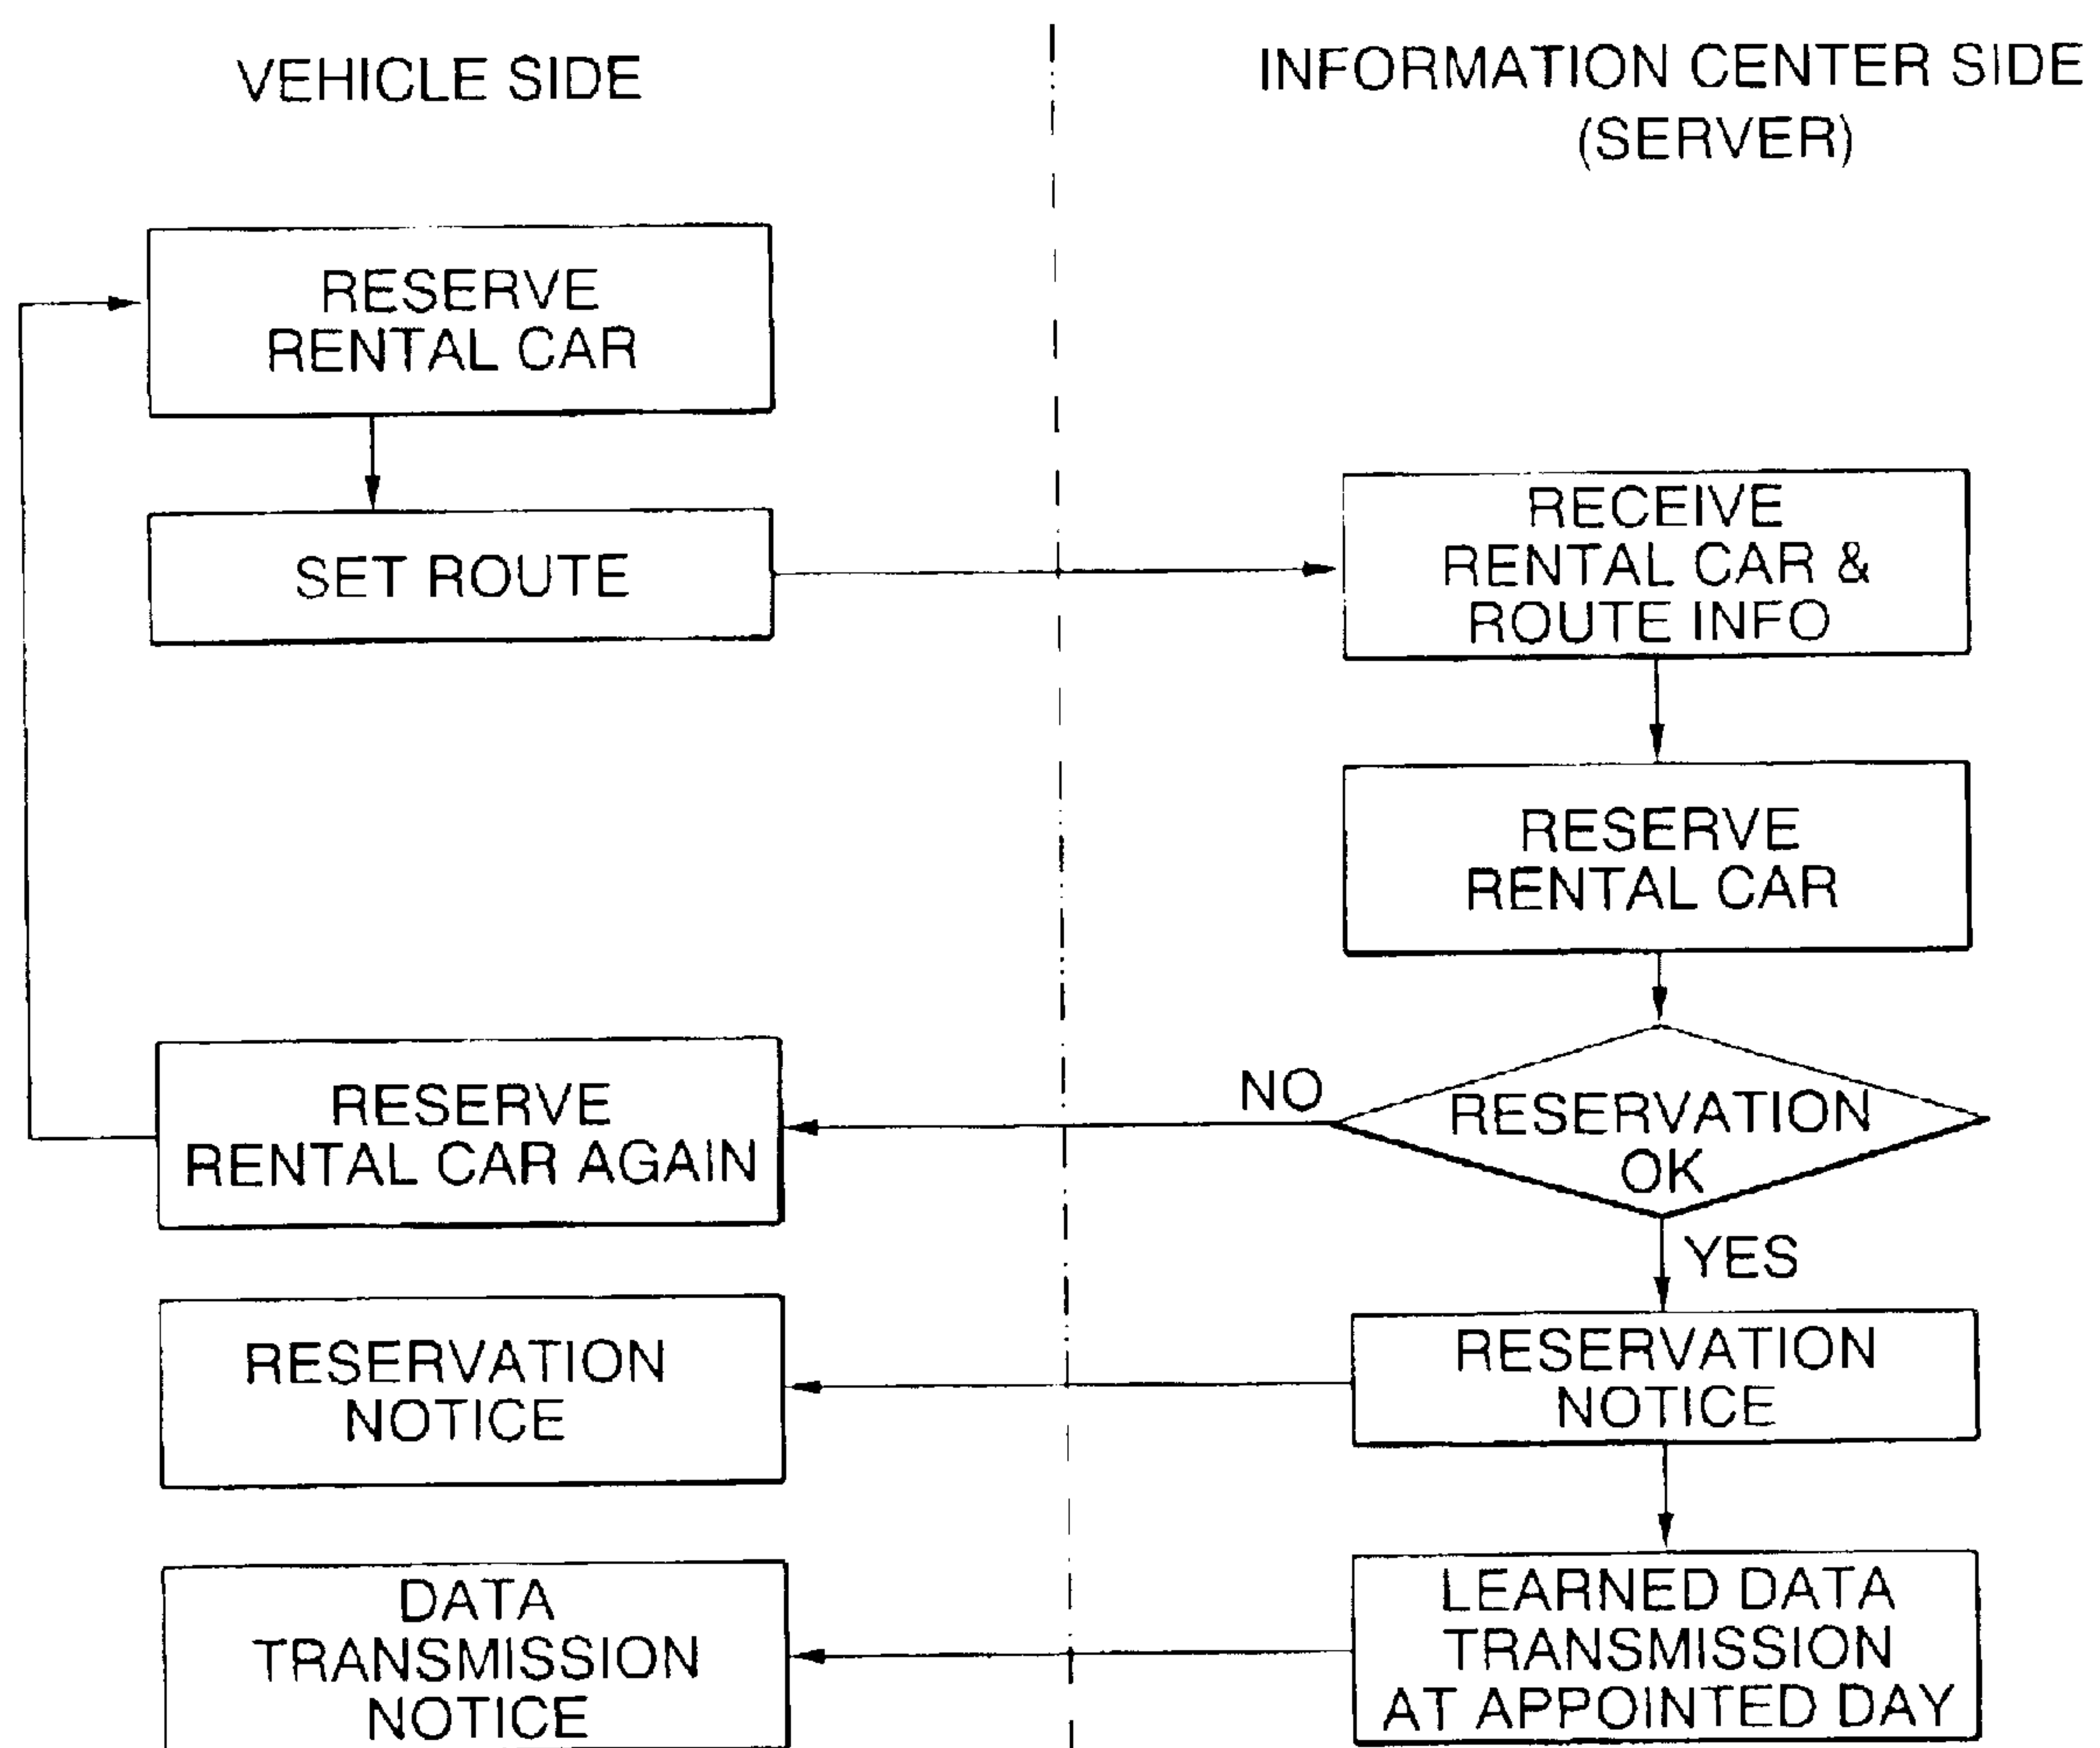 VEHICLE SIDE
INFORMATION CENTER SIDE
(SERVER)
RESERVE
RENTAL CAR
SET ROUTE
RECEIVE
RENTAL CAR &
ROUTE INFO
RESERVE
RENTAL CAR
RESERVATION
OK
NO
YES
RESERVE
RENTAL CAR AGAIN
RESERVATION
NOTICE
RESERVATION
NOTICE
LEARNED DATA
TRANSMISSION
AT APPOINTED DAY
DATA
TRANSMISSION
NOTICE